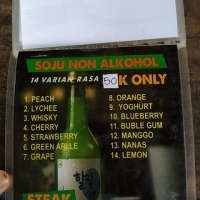 SOJU NON ALKOHOL
14 VARIAN RASA 50K ONLY
1. PEACH
2. LYCHEE
3. WHISKY
4. CHERRY
5. STRAWBERRY
6. GREEN APLLE
7. GRAPE
8. ORANGE
9. YOGHURT
10. BLUEBERRY
11. BUBLE GUM
12. MANGGO
13. NANAS
14. LEMON
STEAK